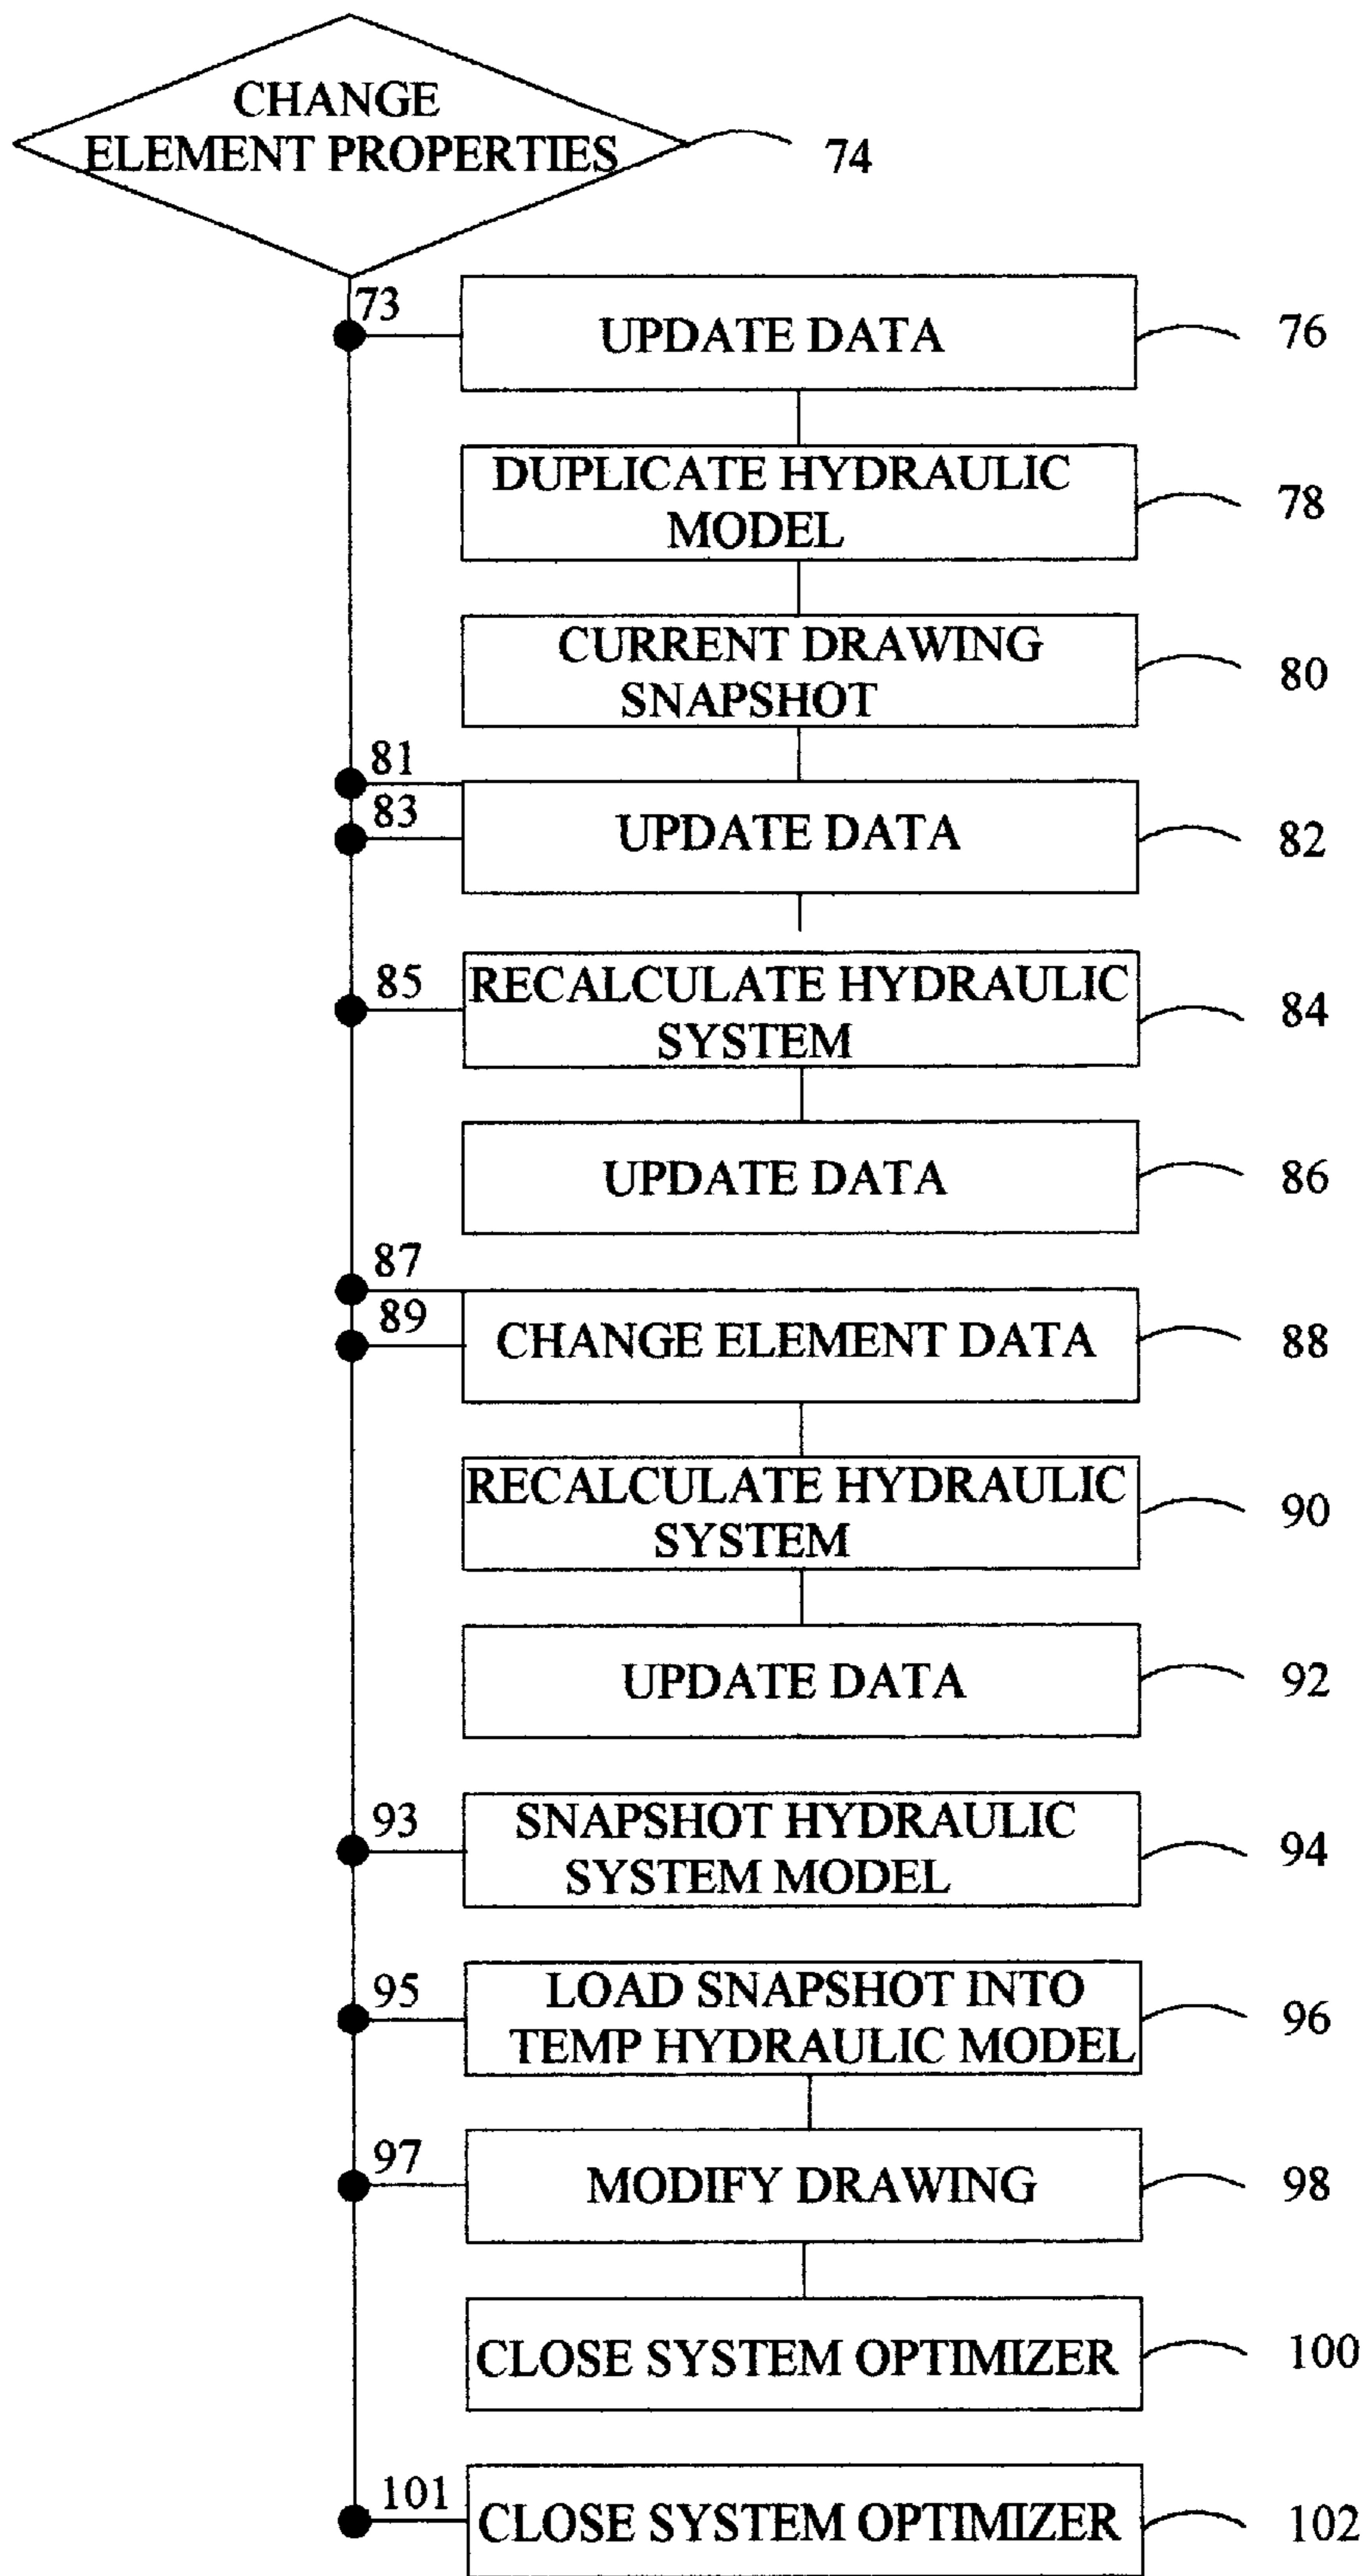 CHANGE
ELEMENT PROPERTIES
74
73
UPDATE DATA
76
DUPLICATE HYDRAULIC
MODEL
78
CURRENT DRAWING
SNAPSHOT
80
81
83
UPDATE DATA
82
85
RECALCULATE HYDRAULIC
SYSTEM
84
UPDATE DATA
86
87
89
CHANGE ELEMENT DATA
88
RECALCULATE HYDRAULIC
SYSTEM
90
UPDATE DATA
92
93
SNAPSHOT HYDRAULIC
SYSTEM MODEL
94
95
LOAD SNAPSHOT INTO
TEMP HYDRAULIC MODEL
96
97
MODIFY DRAWING
98
CLOSE SYSTEM OPTIMIZER
100
101
CLOSE SYSTEM OPTIMIZER
102